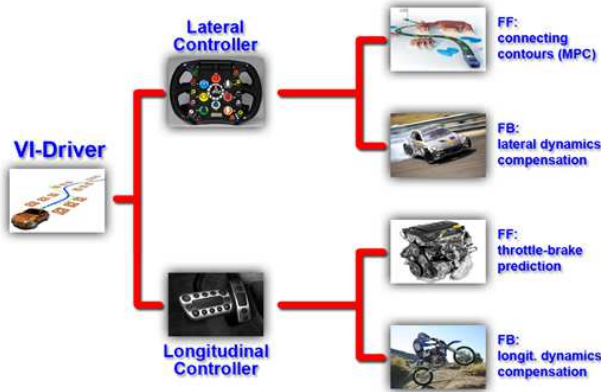 Lateral
Controller
FF:
connecting
contours (MPC)
FB:
lateral dynamics
compensation
VI-Driver
FF:
throttle-brake
prediction
Longitudinal
Controller
FB:
longit. dynamics
compensation